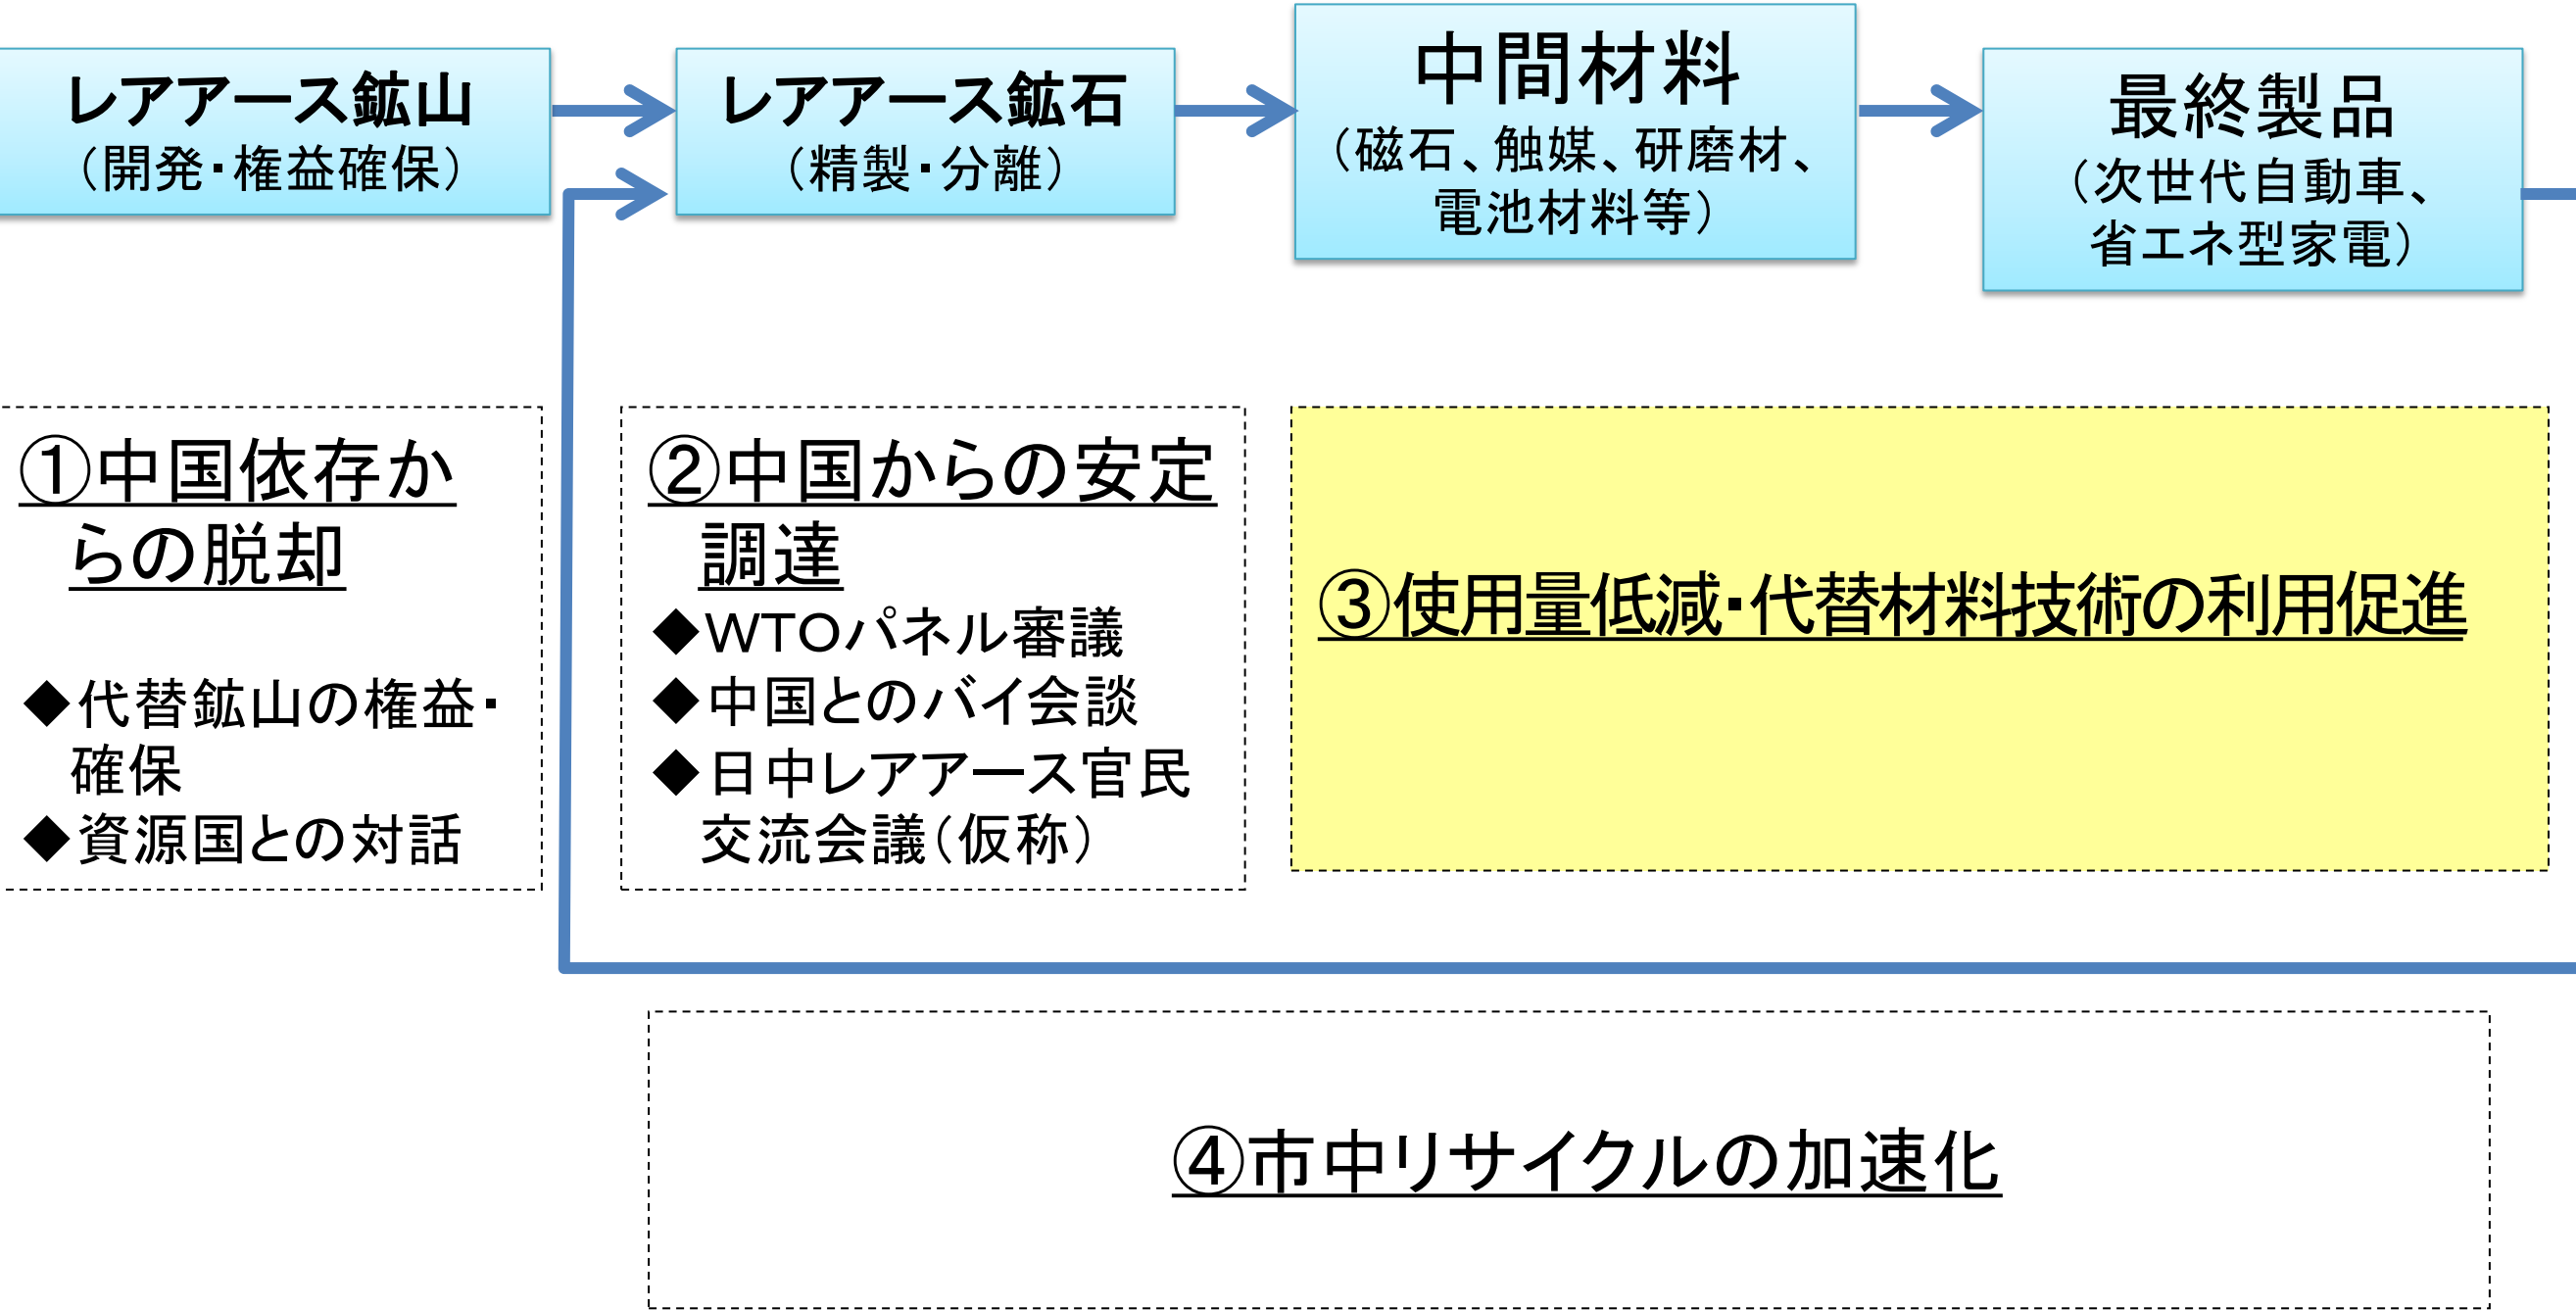 レアアース鉱山
（開発・権益確保）
レアアース鉱石
（精製・分離）
中間材料
（磁石、触媒、研磨材、
電池材料等）
最終製品
（次世代自動車、
省エネ型家電）
①中国依存か
らの脱却
◆代替鉱山の権益・
確保
◆資源国との対話
②中国からの安定
調達
◆WTOパネル審議
◆中国とのバイ会談
◆日中レアアース官民
交流会議（仮称）
③使用量低減・代替材料技術の利用促進
④市中リサイクルの加速化